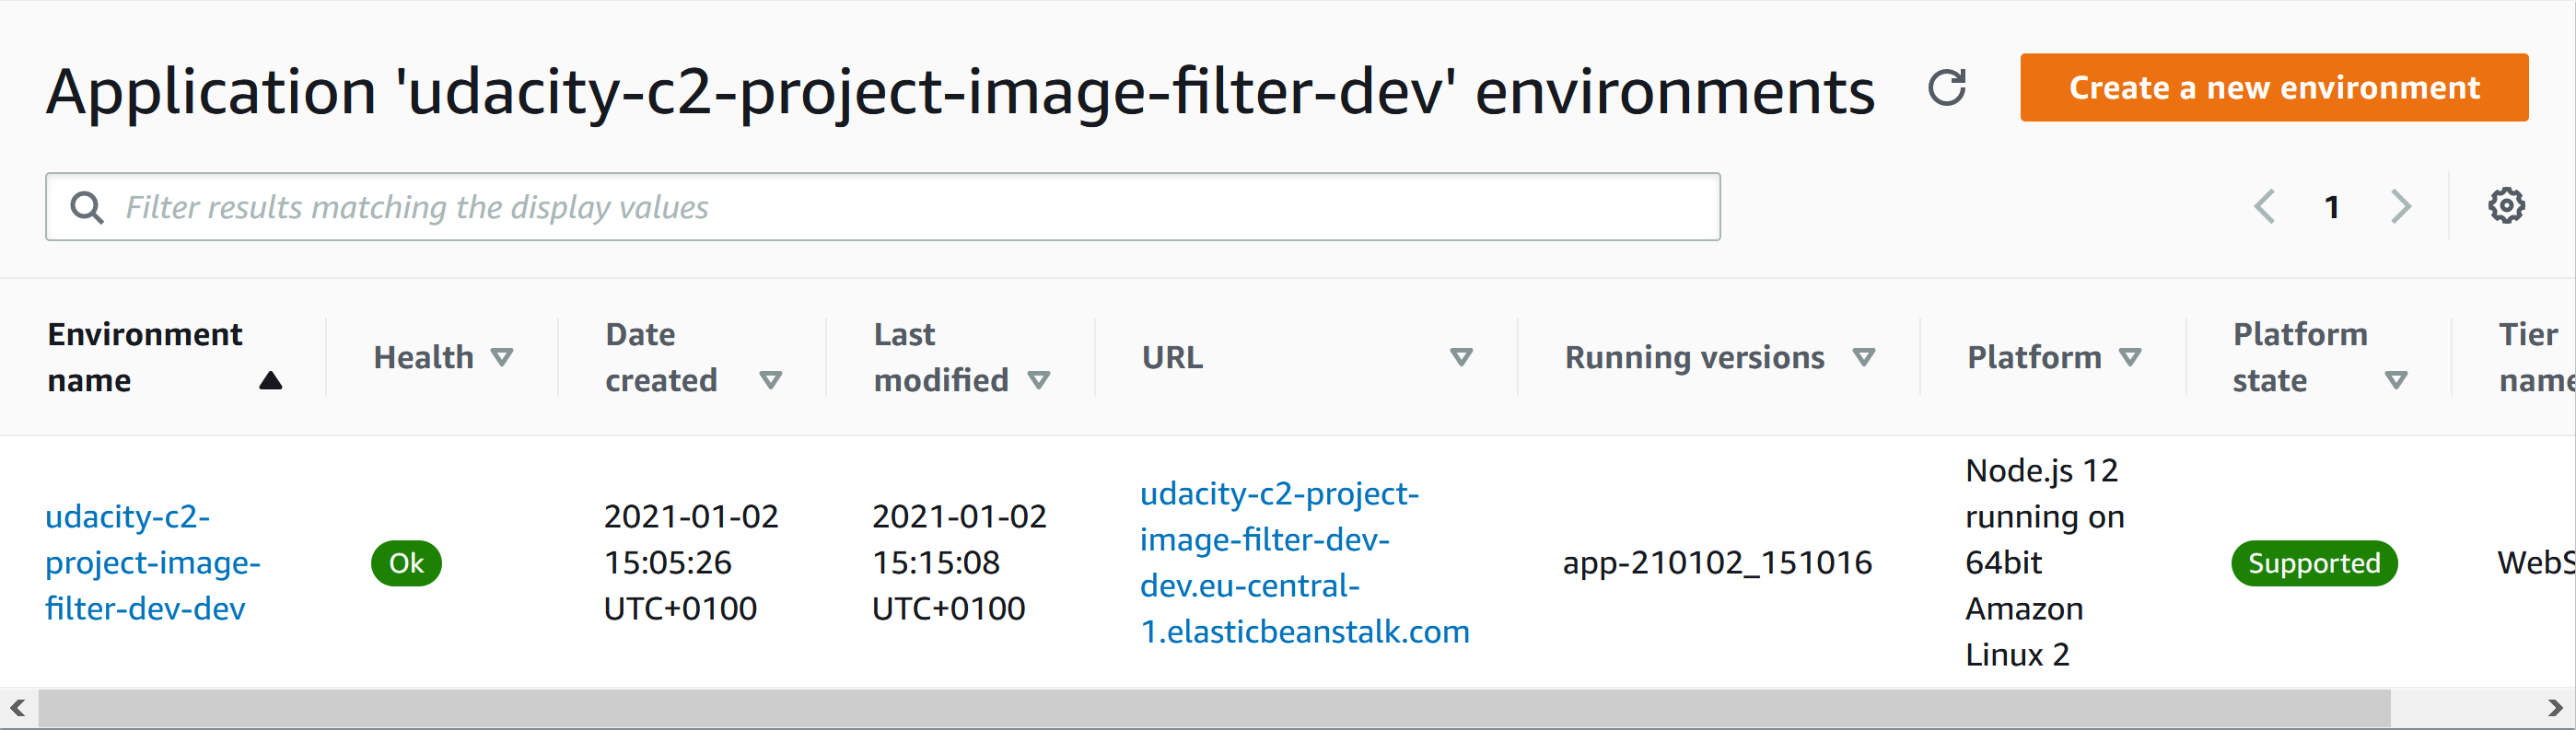 Application 'udacity-c2-project-image-filter-dev' environments
Create a new environment
Filter results matching the display values
1
Environment
name
Health
Date
created
Last
modified
URL
Running versions
Platform
Platform
state
Tier
name
udacity-c2-
project-image-
filter-dev-dev
Ok
2021-01-02
15:05:26
UTC+0100
2021-01-02
15:15:08
UTC+0100
udacity-c2-project-
image-filter-dev-
dev.eu-central-
1.elasticbeanstalk.com
app-210102_151016
Node.js 12
running on
64bit
Amazon
Linux 2
Supported
WebS